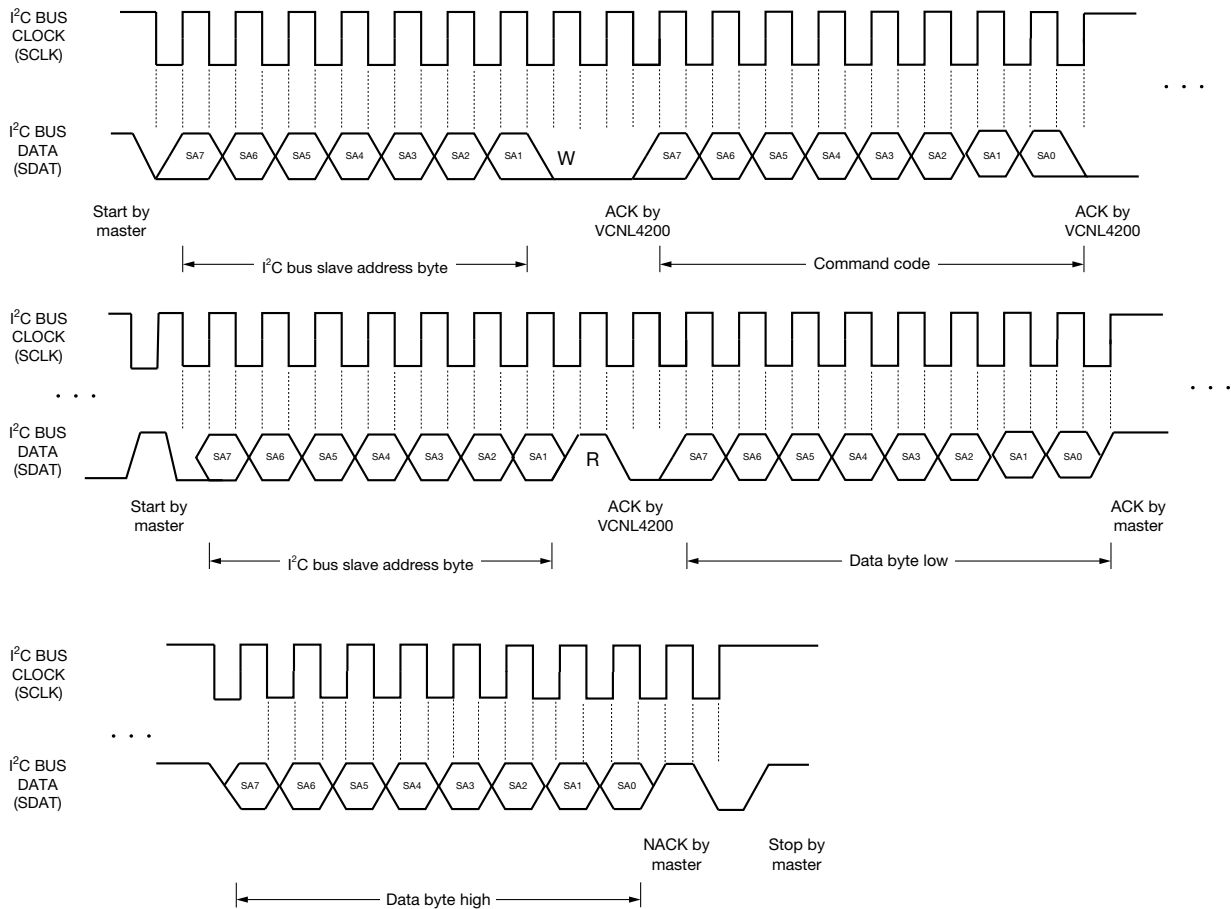 I²C BUS
CLOCK
(SCLK)
. . .
I²C BUS
DATA
(SDAT)
SA7 SA6 SA5 SA4 SA3 SA2 SA1 W SA7 SA6 SA5 SA4 SA3 SA2 SA1 SA0
Start by
master
ACK by
VCNL4200
ACK by
VCNL4200
I²C bus slave address byte
Command code
I²C BUS
CLOCK
(SCLK)
. . .
. . .
I²C BUS
DATA
(SDAT)
SA7 SA6 SA5 SA4 SA3 SA2 SA1 R SA7 SA6 SA5 SA4 SA3 SA2 SA1 SA0
Start by
master
ACK by
VCNL4200
ACK by
master
I²C bus slave address byte
Data byte low
I²C BUS
CLOCK
(SCLK)
. . .
I²C BUS
DATA
(SDAT)
SA7 SA6 SA5 SA4 SA3 SA2 SA1 SA0
NACK by
master
Stop by
master
Data byte high